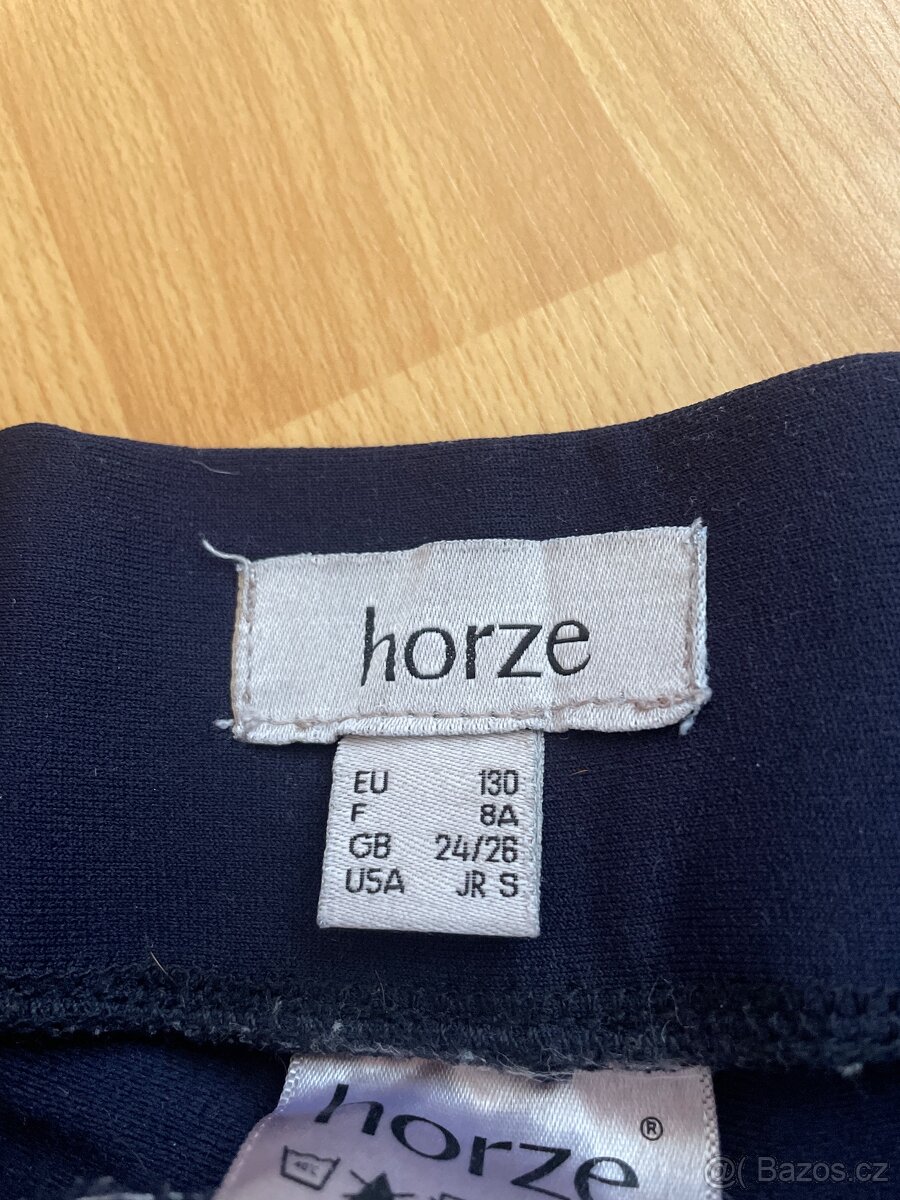 horze
EU 130
F 8A
GB 24/26
USA JR S
horze ®
@( Bazos.cz